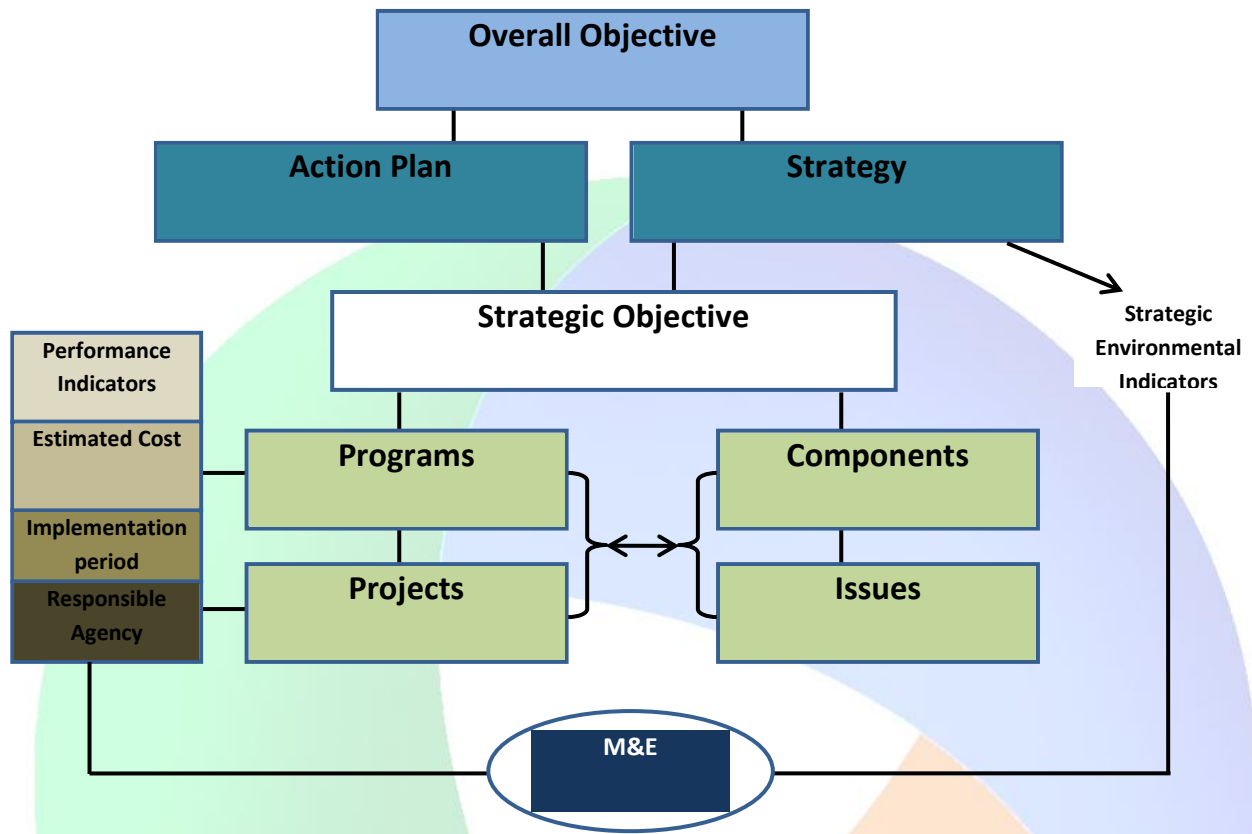 Overall Objective
Action Plan
Strategy
Strategic Objective
Strategic
Environmental
Indicators
Performance
Indicators
Estimated Cost
Implementation
period
Responsible
Agency
Programs
Components
Projects
Issues
M&E